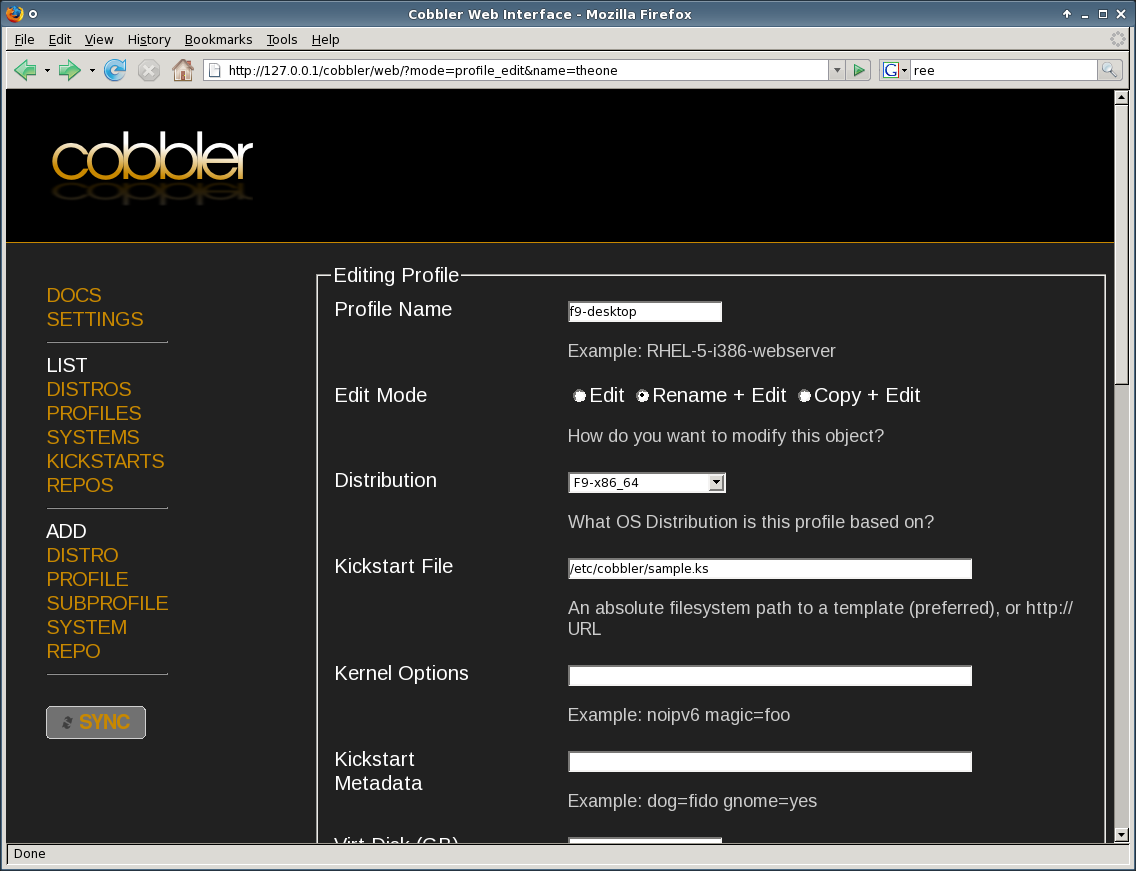 Cobbler Web Interface - Mozilla Firefox
File Edit View History Bookmarks Tools Help
http://127.0.0.1/cobbler/web/?mode=profile_edit&name=theone
G ree
cobbler
DOCS
SETTINGS
LIST
DISTROS
PROFILES
SYSTEMS
KICKSTARTS
REPOS
ADD
DISTRO
PROFILE
SUBPROFILE
SYSTEM
REPO
SYNC
Editing Profile
Profile Name f9-desktop
Example: RHEL-5-i386-webserver
Edit Mode Edit Rename + Edit Copy + Edit
How do you want to modify this object?
Distribution F9-x86_64
What OS Distribution is this profile based on?
Kickstart File /etc/cobbler/sample.ks
An absolute filesystem path to a template (preferred), or http://
URL
Kernel Options
Example: noipv6 magic=foo
Kickstart
Metadata
Example: dog=fido gnome=yes
Virt Disk (GB)
Done